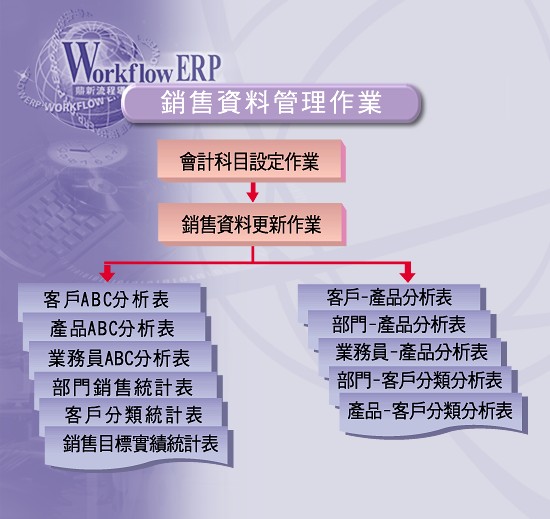 Workflow ERP
鼎新流程
ERP WORKFLOW E
銷售資料管理作業
會計科目設定作業
銷售資料更新作業
客戶ABC分析表
產品ABC分析表
業務員ABC分析表
部門銷售統計表
客戶分類統計表
銷售目標實績統計表
客戶-產品分析表
部門-產品分析表
業務員-產品分析表
部門-客戶分類分析表
產品-客戶分類分析表